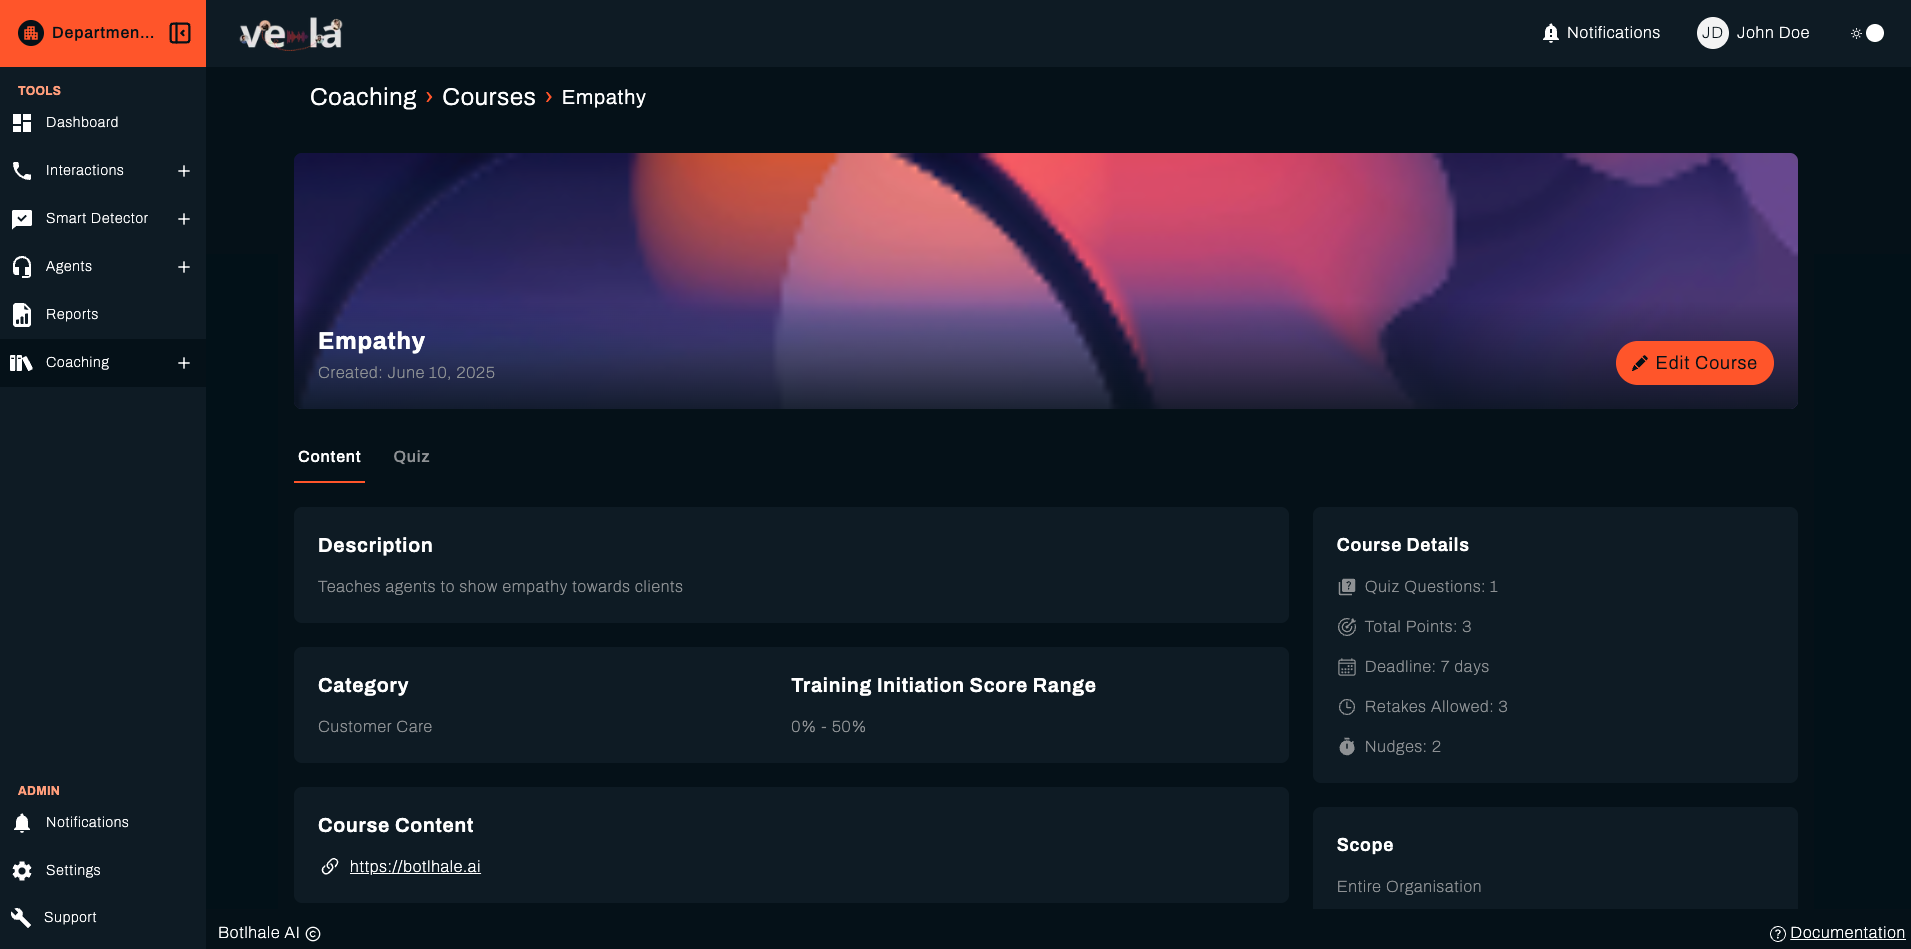 Departmen...
vela
Notifications
JD
John Doe
TOOLS
Dashboard
Interactions
Smart Detector
Agents
Reports
Coaching
ADMIN
Notifications
Settings
Support
Coaching › Courses › Empathy
Empathy
Created: June 10, 2025
Edit Course
Content
Quiz
Description
Teaches agents to show empathy towards clients
Category
Customer Care
Training Initiation Score Range
0% - 50%
Course Content
https://botlhale.ai
Course Details
Quiz Questions: 1
Total Points: 3
Deadline: 7 days
Retakes Allowed: 3
Nudges: 2
Scope
Entire Organisation
Botlhale AI ©
Documentation